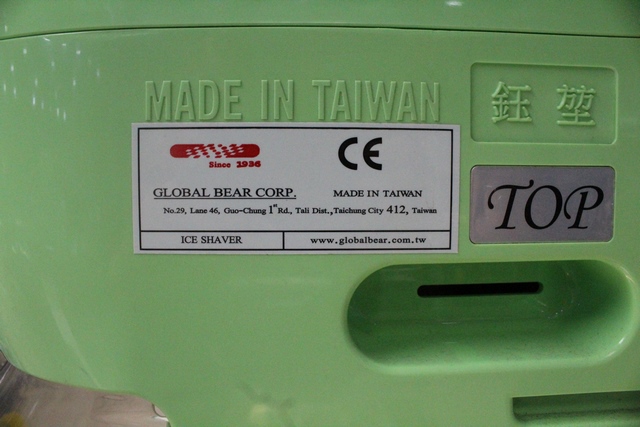 MADE IN TAIWAN
鈺堃
Since 1936
CE
GLOBAL BEAR CORP.
MADE IN TAIWAN
No.29, Lane 46, Guo-Chung 1st Rd., Tali Dist., Taichung City 412, Taiwan
ICE SHAVER
www.globalbear.com.tw
TOP